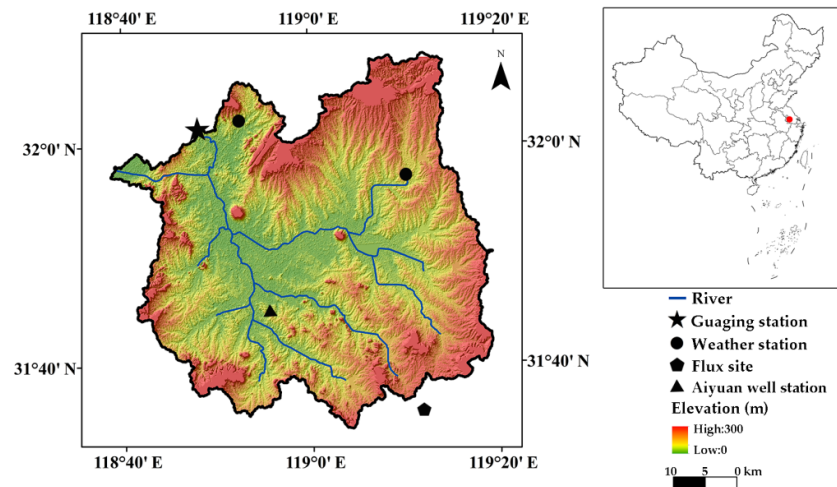 118°40' E
119°0' E
119°20' E
N
32°0' N
32°0' N
31°40' N
31°40' N
118°40' E
119°0' E
119°20' E
River
Guaging station
Weather station
Flux site
Aiyuan well station
Elevation (m)
High:300
Low:0
10 5 0 km